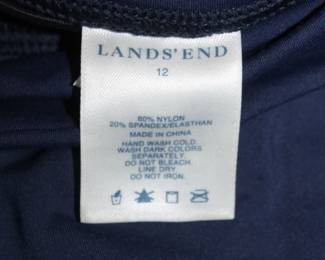 LANDS' END
12
80% NYLON
20% SPANDEX/ELASTHAN
MADE IN CHINA
HAND WASH COLD.
WASH DARK COLORS
SEPARATELY.
DO NOT BLEACH.
LINE DRY.
DO NOT IRON.